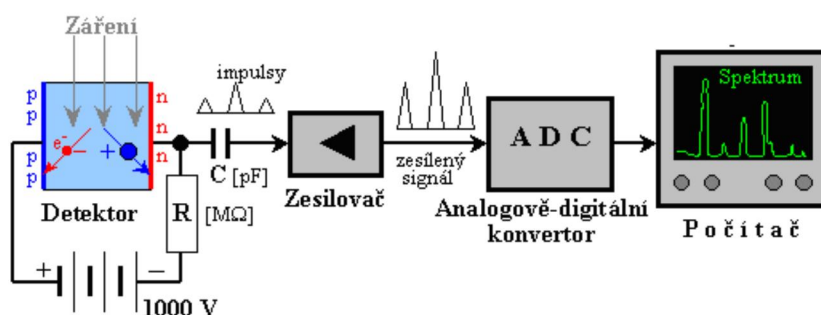 Záření
p
p
p
p
n
n
n
n
e-
–
+
Detektor
impulsy
C [pF]
R
[MΩ]
+
–
1000 V
Zesilovač
zesílený
signál
A D C
Analogově-digitální
konvertor
Spektrum
Počítač